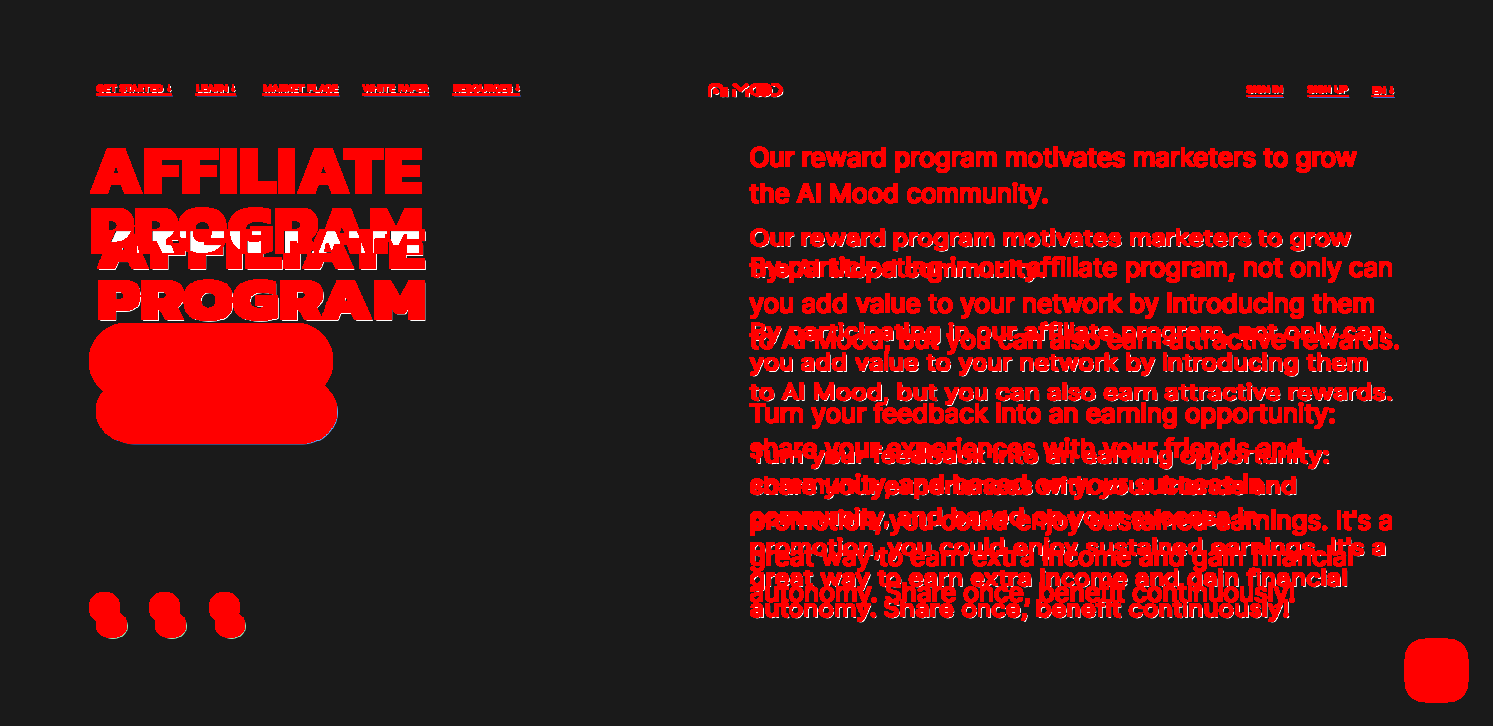 GET STARTED LEARN MARKET PLACE WHITE PAPER RESOURCES AI MOOD SIGN IN SIGN UP EN
AFFILIATE
PROGRAM
AFFILIATE
PROGRAM
Our reward program motivates marketers to grow
the AI Mood community.
Our reward program motivates marketers to grow
the AI Mood community.
By participating in our affiliate program, not only can
you add value to your network by introducing them
By participating in our affiliate program, not only can
to AI Mood, but you can also earn attractive rewards.
you add value to your network by introducing them
to AI Mood, but you can also earn attractive rewards.
Turn your feedback into an earning opportunity:
share your experiences with your friends and
Turn your feedback into an earning opportunity:
community, and based on your success in
share your experiences with your friends and
community, and based on your success in
promotion, you could enjoy sustained earnings. It's a
promotion, you could enjoy sustained earnings. It's a
great way to earn extra income and gain financial
great way to earn extra income and gain financial
autonomy. Share once, benefit continuously!
autonomy. Share once, benefit continuously!